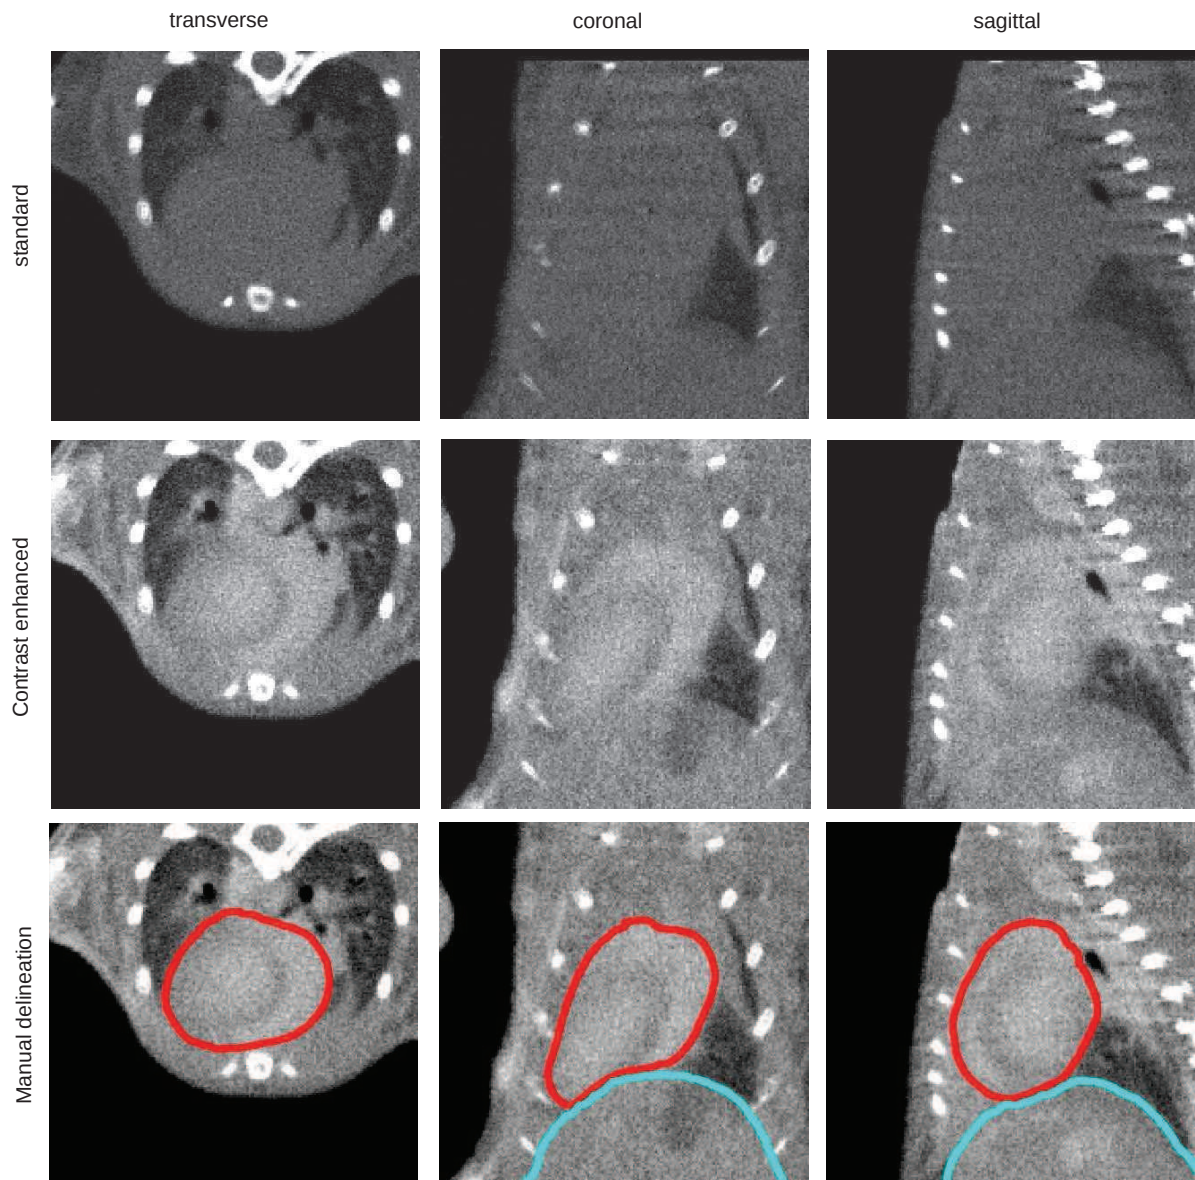 transverse
coronal
sagittal
standard
Contrast enhanced
Manual delineation